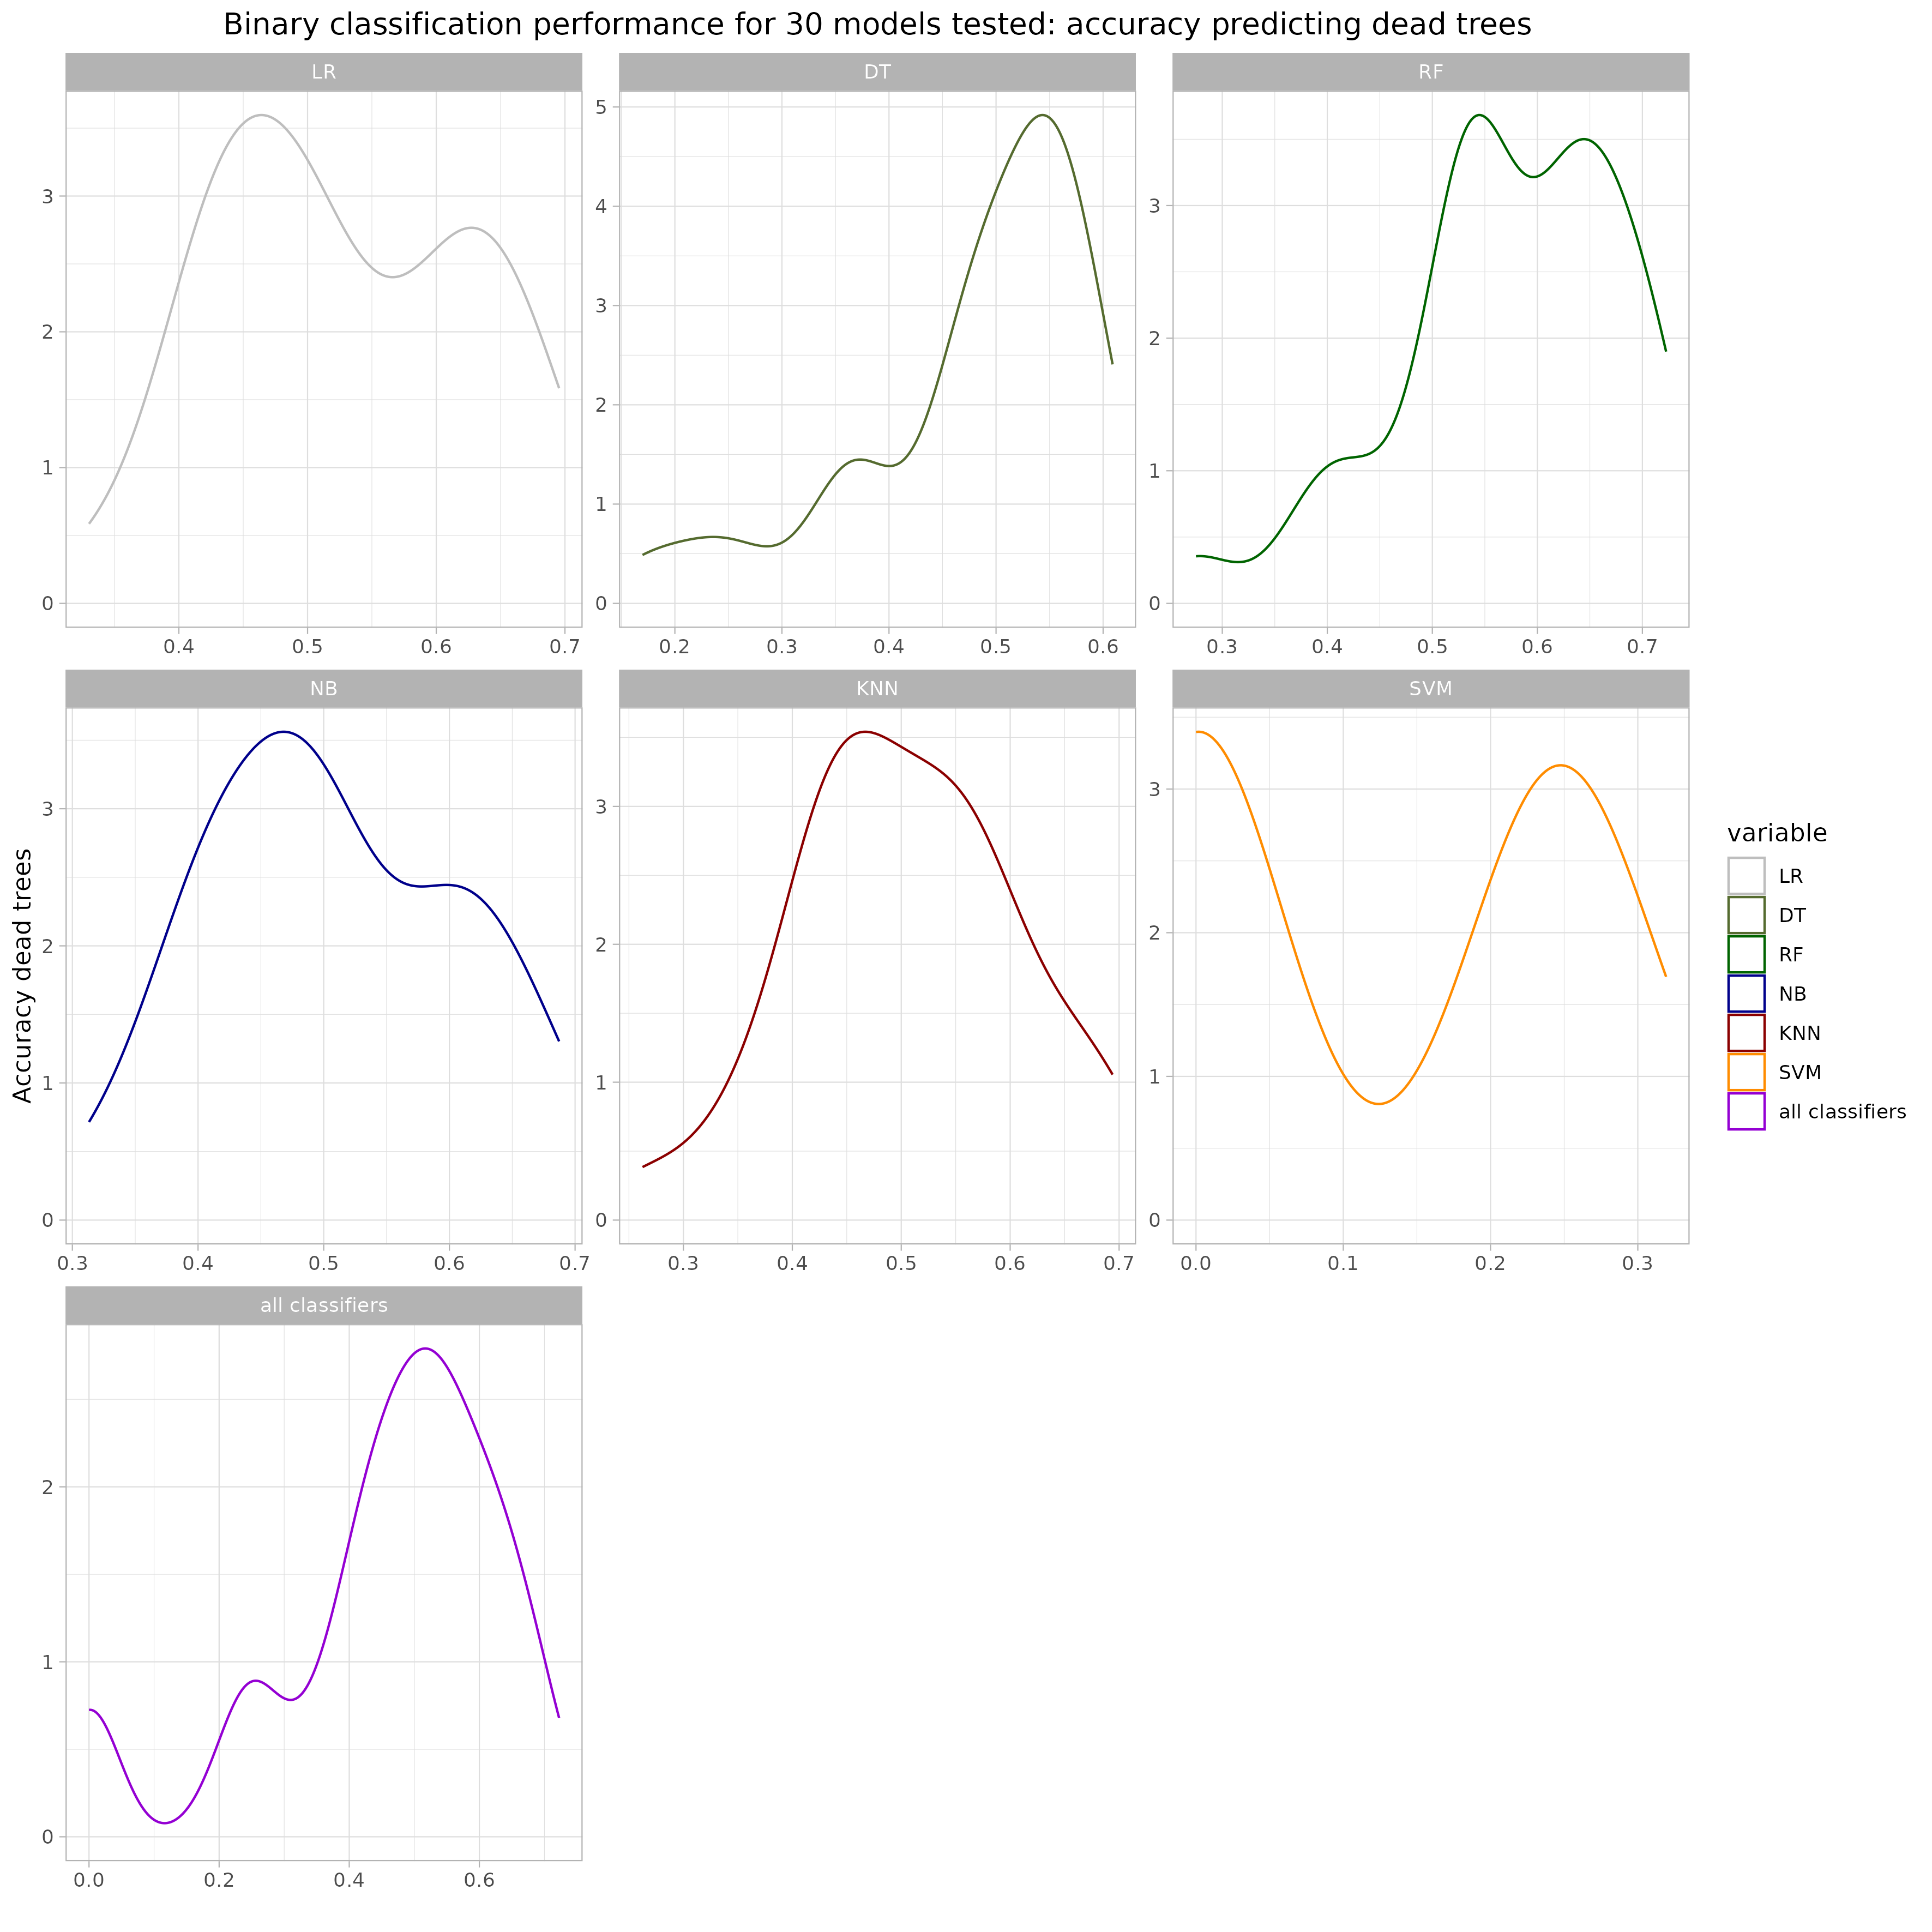 Binary classification performance for 30 models tested: accuracy predicting dead trees
LR
DT
RF
3
2
1
0
5
4
3
2
1
0
3
2
1
0
0.4 0.5 0.6 0.7
0.2 0.3 0.4 0.5 0.6
0.3 0.4 0.5 0.6 0.7
NB
KNN
SVM
3
2
1
0
3
2
1
0
3
2
1
0
0.3 0.4 0.5 0.6 0.7
0.3 0.4 0.5 0.6 0.7
0.0 0.1 0.2 0.3
all classifiers
2
1
0
0.0 0.2 0.4 0.6
Accuracy dead trees
variable
LR
DT
RF
NB
KNN
SVM
all classifiers